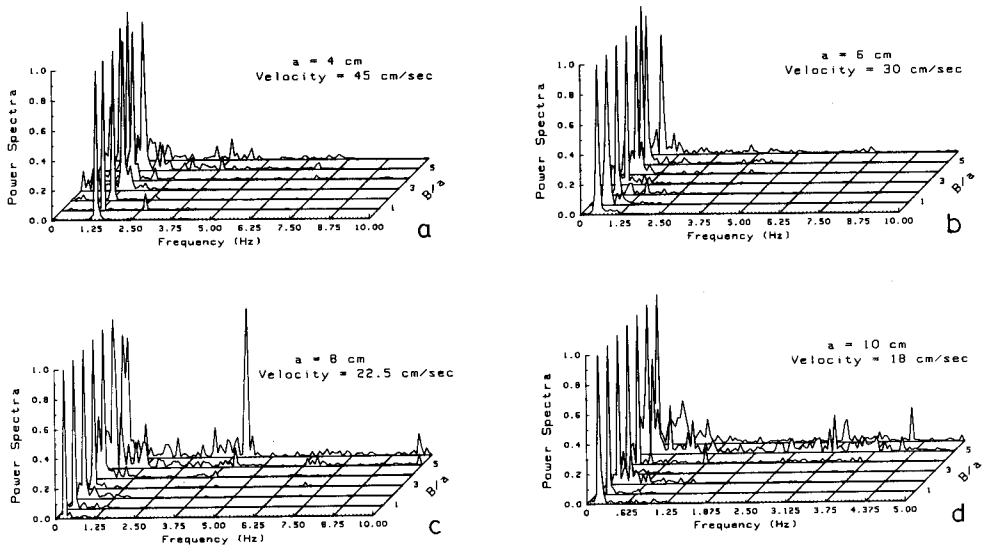 a = 4 cm
Velocity = 45 cm/sec
Power Spectra
1.0
0.8
0.6
0.4
0.2
0.0
0 1.25 2.50 3.75 5.00 6.25 7.50 8.75 10.00
Frequency (Hz)
1
3
5
B/a
a
a = 6 cm
Velocity = 30 cm/sec
Power Spectra
1.0
0.8
0.6
0.4
0.2
0.0
0 1.25 2.50 3.75 5.00 6.25 7.50 8.75 10.00
Frequency (Hz)
1
3
5
B/a
b
a = 8 cm
Velocity = 22.5 cm/sec
Power Spectra
1.0
0.8
0.6
0.4
0.2
0.0
0 1.25 2.50 3.75 5.00 6.25 7.50 8.75 10.00
Frequency (Hz)
1
3
5
B/a
c
a = 10 cm
Velocity = 18 cm/sec
Power Spectra
1.0
0.8
0.6
0.4
0.2
0.0
0 .625 1.25 1.875 2.50 3.125 3.75 4.375 5.00
Frequency (Hz)
1
3
5
B/a
d